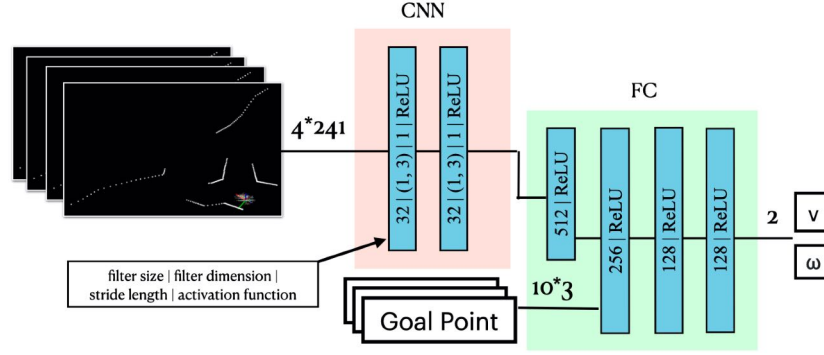 CNN
FC
4*241
32 | (1, 3) | 1 | ReLU
32 | (1, 3) | 1 | ReLU
512 | ReLU
256 | ReLU
128 | ReLU
128 | ReLU
2
v
ω
filter size | filter dimension |
stride length | activation function
10*3
Goal Point